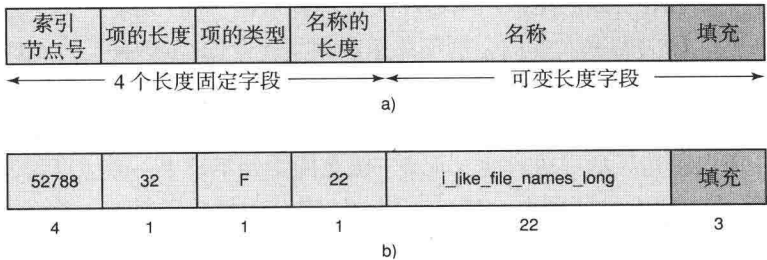 索引
节点号 项的长度 项的类型 名称的
长度 名称 填充
4 个长度固定字段 可变长度字段
a)
52788 32 F 22 i_like_file_names_long 填充
4 1 1 1 22 3
b)